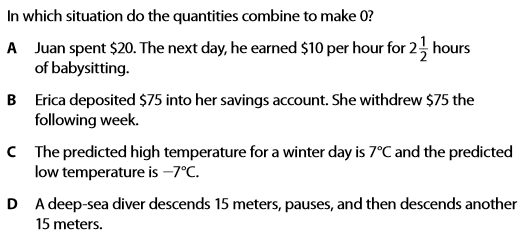 In which situation do the quantities combine to make 0?
A Juan spent $20. The next day, he earned $10 per hour for 2 1/2 hours
of babysitting.
B Erica deposited $75 into her savings account. She withdrew $75 the
following week.
C The predicted high temperature for a winter day is 7°C and the predicted
low temperature is −7°C.
D A deep-sea diver descends 15 meters, pauses, and then descends another
15 meters.